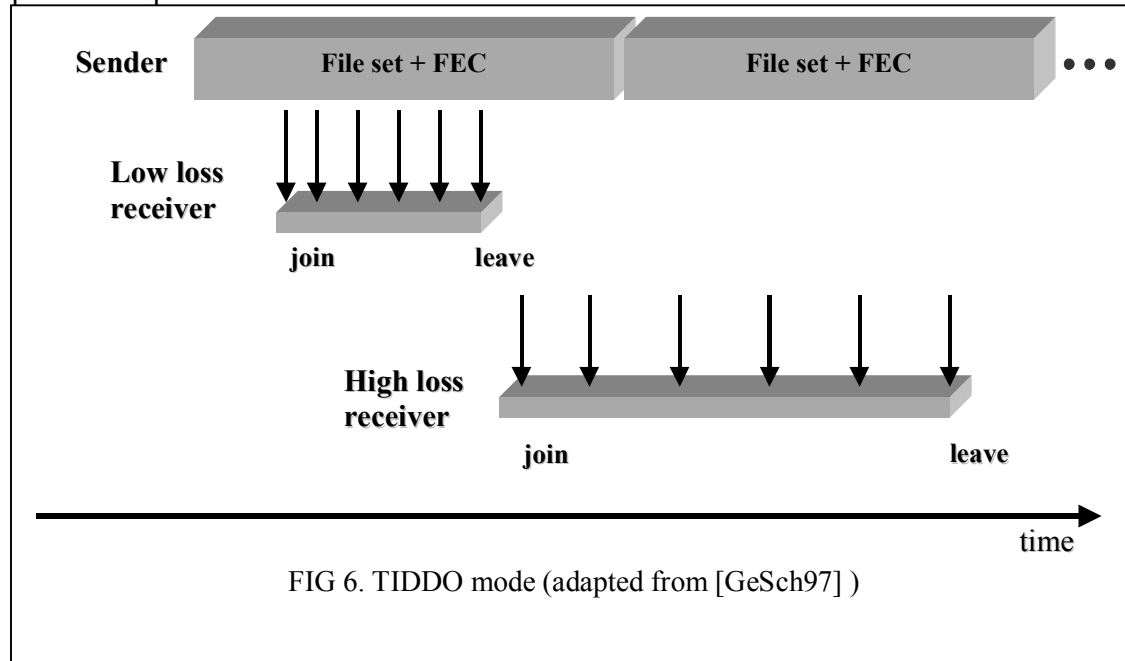 Sender
File set + FEC
File set + FEC
Low loss
receiver
join
leave
High loss
receiver
join
leave
time
FIG 6. TIDDO mode (adapted from [GeSch97] )